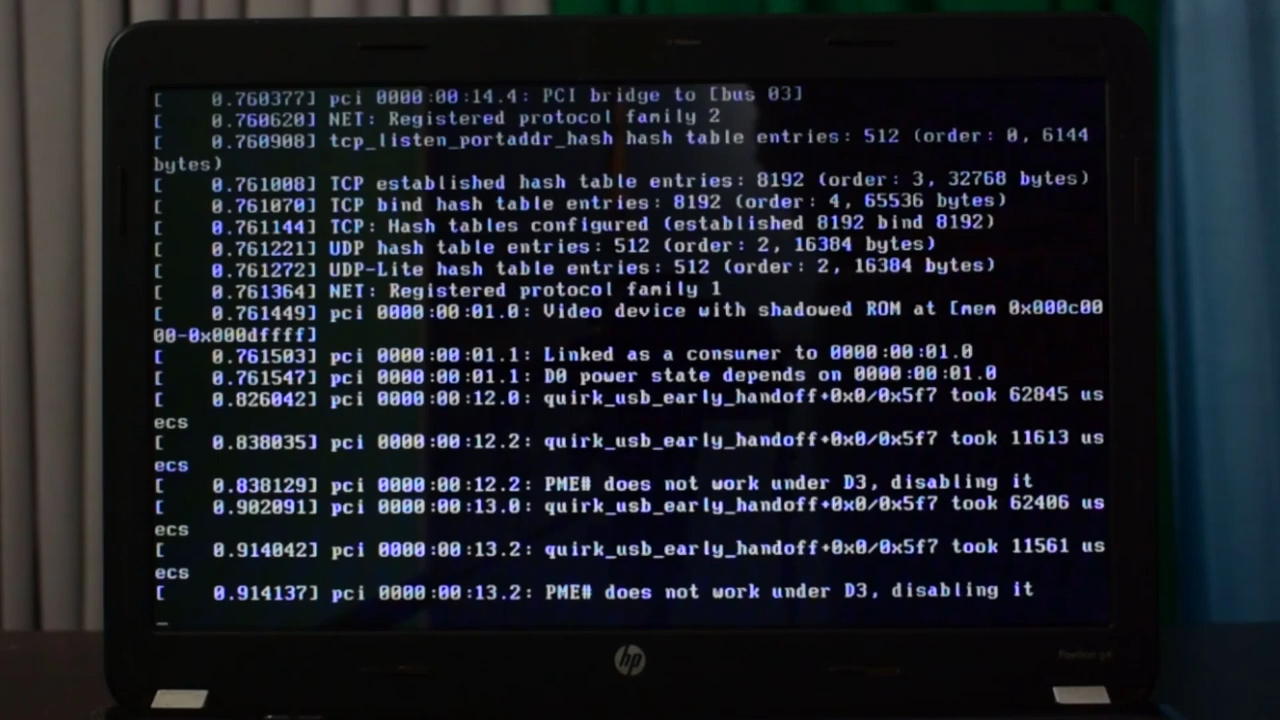 [    0.760377] pci 0000:00:14.4: PCI bridge to [bus 03]
[    0.760620] NET: Registered protocol family 2
[    0.760908] tcp_listen_portaddr_hash hash table entries: 512 (order: 0, 6144
bytes)
[    0.761008] TCP established hash table entries: 8192 (order: 3, 32768 bytes)
[    0.761070] TCP bind hash table entries: 8192 (order: 4, 65536 bytes)
[    0.761144] TCP: Hash tables configured (established 8192 bind 8192)
[    0.761221] UDP hash table entries: 512 (order: 2, 16384 bytes)
[    0.761272] UDP-Lite hash table entries: 512 (order: 2, 16384 bytes)
[    0.761364] NET: Registered protocol family 1
[    0.761449] pci 0000:00:01.0: Video device with shadowed ROM at [mem 0x000c00
00-0x000dffff]
[    0.761503] pci 0000:00:01.1: Linked as a consumer to 0000:00:01.0
[    0.761547] pci 0000:00:01.1: D0 power state depends on 0000:00:01.0
[    0.826042] pci 0000:00:12.0: quirk_usb_early_handoff+0x0/0x5f7 took 62845 us
ecs
[    0.838035] pci 0000:00:12.2: quirk_usb_early_handoff+0x0/0x5f7 took 11613 us
ecs
[    0.838129] pci 0000:00:12.2: PME# does not work under D3, disabling it
[    0.902091] pci 0000:00:13.0: quirk_usb_early_handoff+0x0/0x5f7 took 62406 us
ecs
[    0.914042] pci 0000:00:13.2: quirk_usb_early_handoff+0x0/0x5f7 took 11561 us
ecs
[    0.914137] pci 0000:00:13.2: PME# does not work under D3, disabling it
hp
Pavilion g4